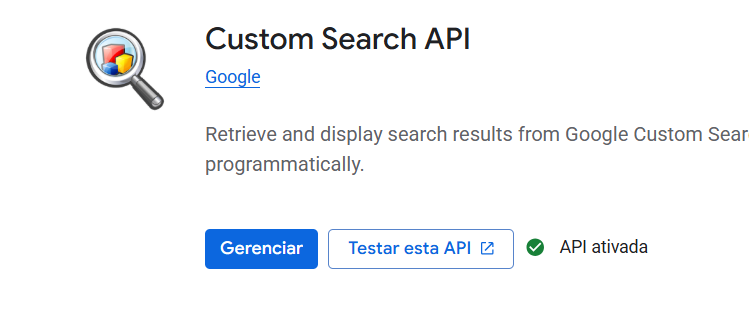 Custom Search API
Google
Retrieve and display search results from Google Custom Sear
programmatically.
Gerenciar
Testar esta API
API ativada